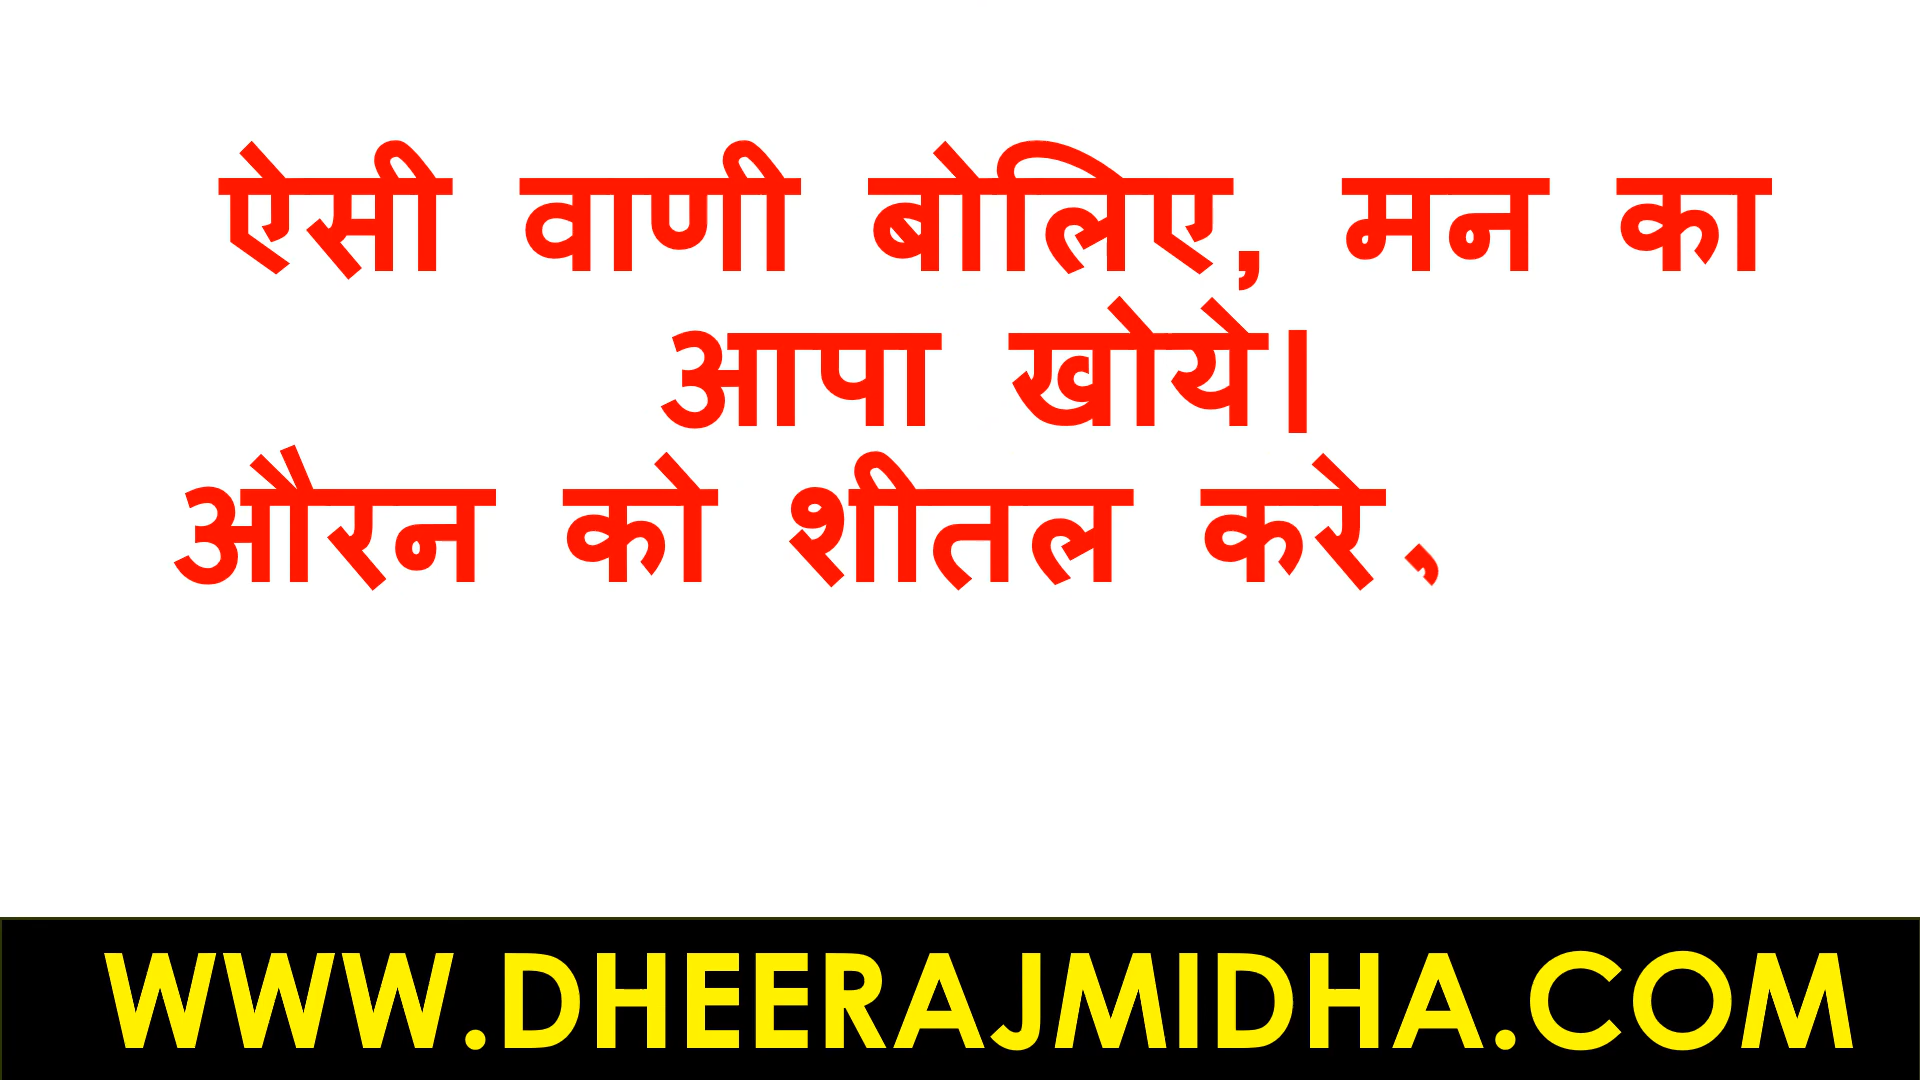 ऐसी वाणी बोलिए, मन का
आपा खोये।
औरन को शीतल करे,
WWW.DHEERAJMIDHA.COM